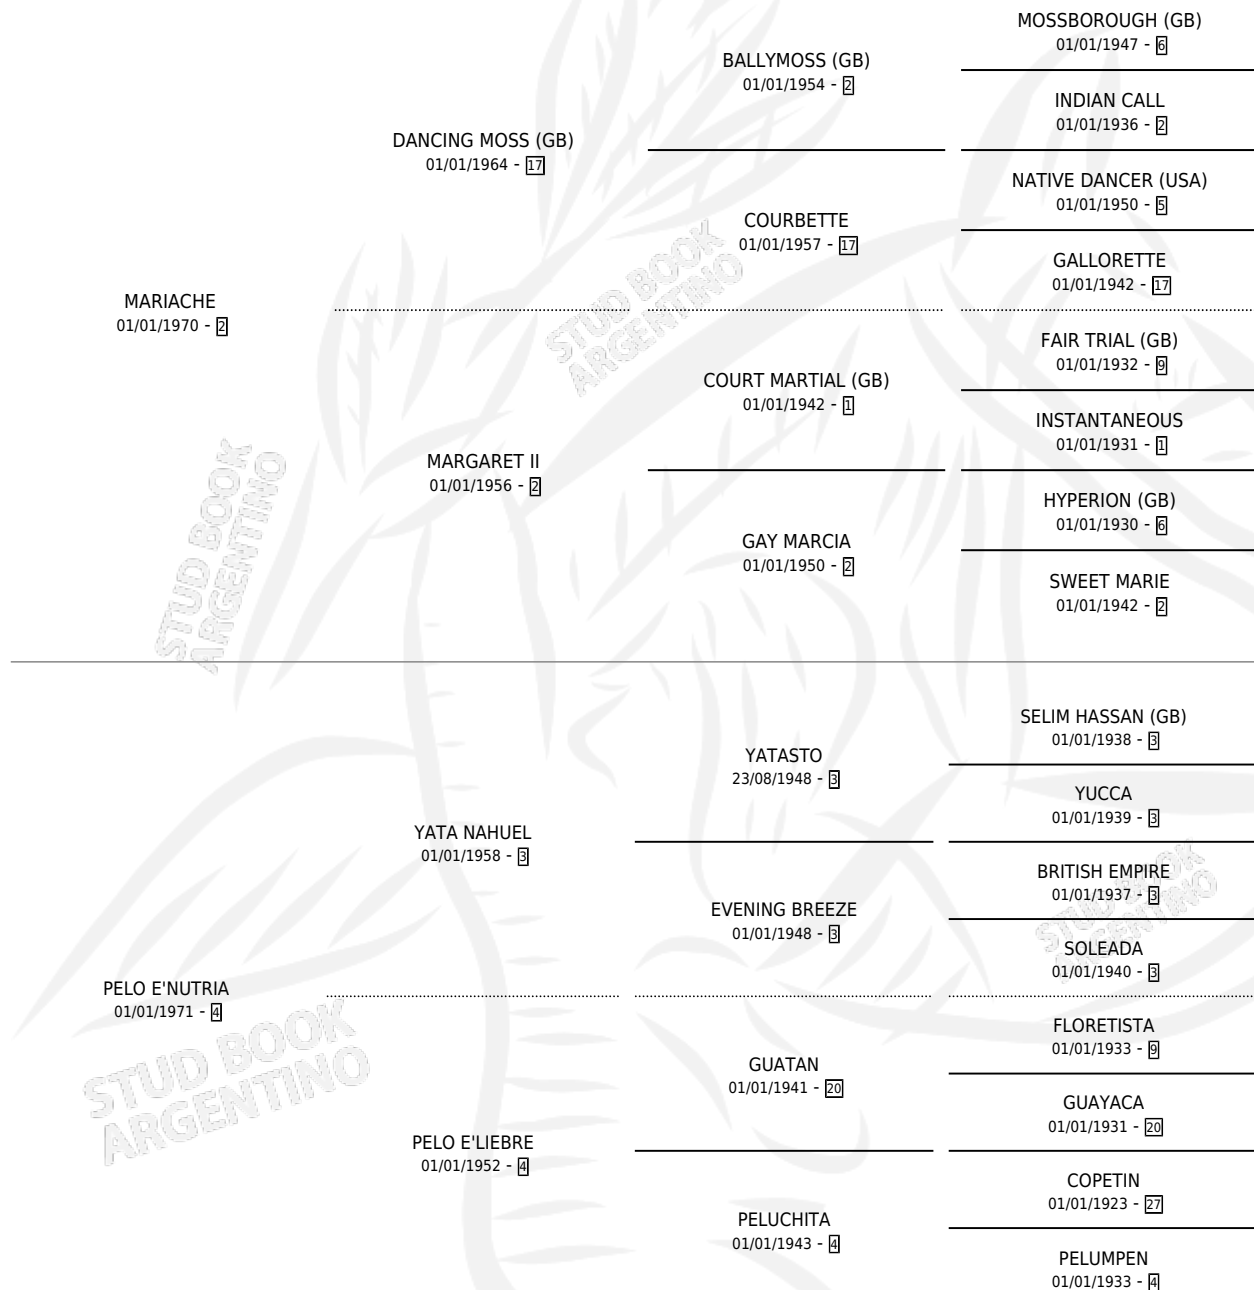 MOSSBOROUGH (GB)
01/01/1947 - 6
BALLYMOSS (GB)
01/01/1954 - 2
INDIAN CALL
01/01/1936 - 2
DANCING MOSS (GB)
01/01/1964 - 17
NATIVE DANCER (USA)
01/01/1950 - 5
COURBETTE
01/01/1957 - 17
GALLORETTE
01/01/1942 - 17
MARIACHE
01/01/1970 - 2
FAIR TRIAL (GB)
01/01/1932 - 9
COURT MARTIAL (GB)
01/01/1942 - 1
INSTANTANEOUS
01/01/1931 - 1
MARGARET II
01/01/1956 - 2
HYPERION (GB)
01/01/1930 - 6
GAY MARCIA
01/01/1950 - 2
SWEET MARIE
01/01/1942 - 2
SELIM HASSAN (GB)
01/01/1938 - 3
YATASTO
23/08/1948 - 3
YUCCA
01/01/1939 - 3
YATA NAHUEL
01/01/1958 - 3
BRITISH EMPIRE
01/01/1937 - 3
EVENING BREEZE
01/01/1948 - 3
SOLEADA
01/01/1940 - 3
PELO E'NUTRIA
01/01/1971 - 4
FLORETISTA
01/01/1933 - 9
GUATAN
01/01/1941 - 20
GUAYACA
01/01/1931 - 20
PELO E'LIEBRE
01/01/1952 - 4
COPETIN
01/01/1923 - 27
PELUCHITA
01/01/1943 - 4
PELUMPEN
01/01/1933 - 4
STUD BOOK
ARGENTINO
STUD BOOK
ARGENTINO
STUD BOOK
ARGENTINO
STUD BOOK
ARGENTINO